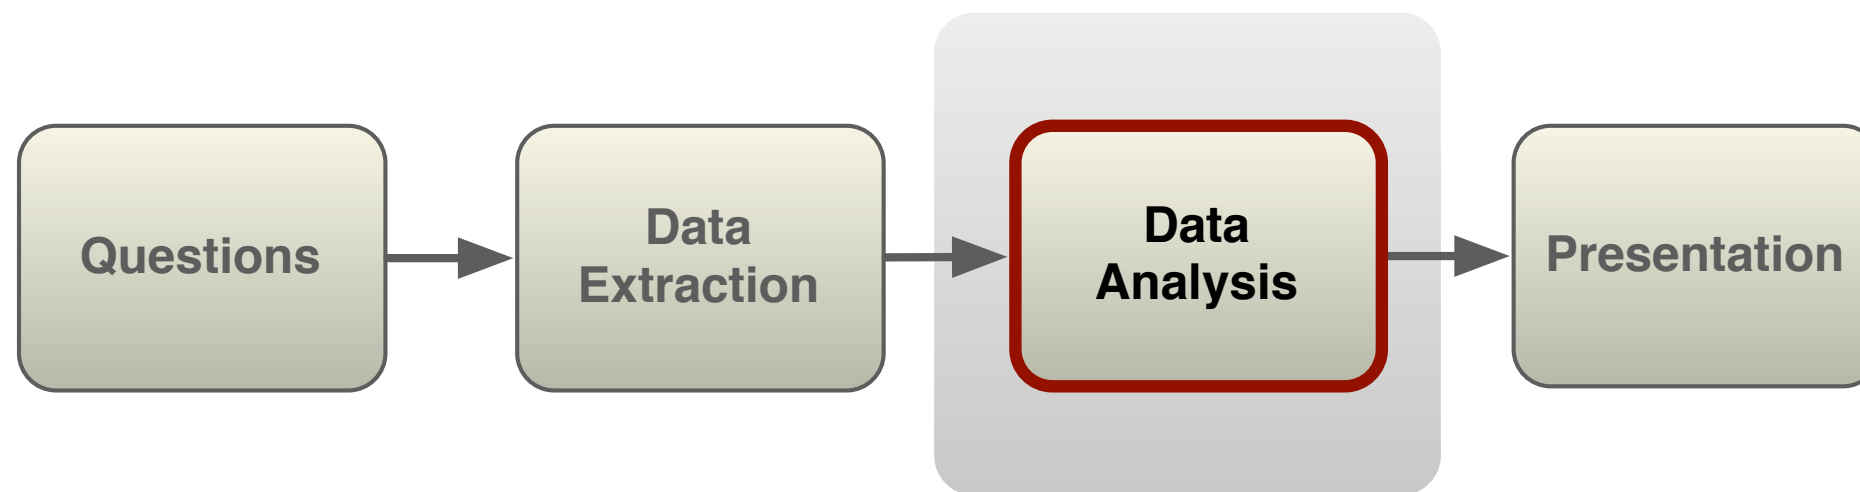 Questions
Data
Extraction
Data
Analysis
Presentation